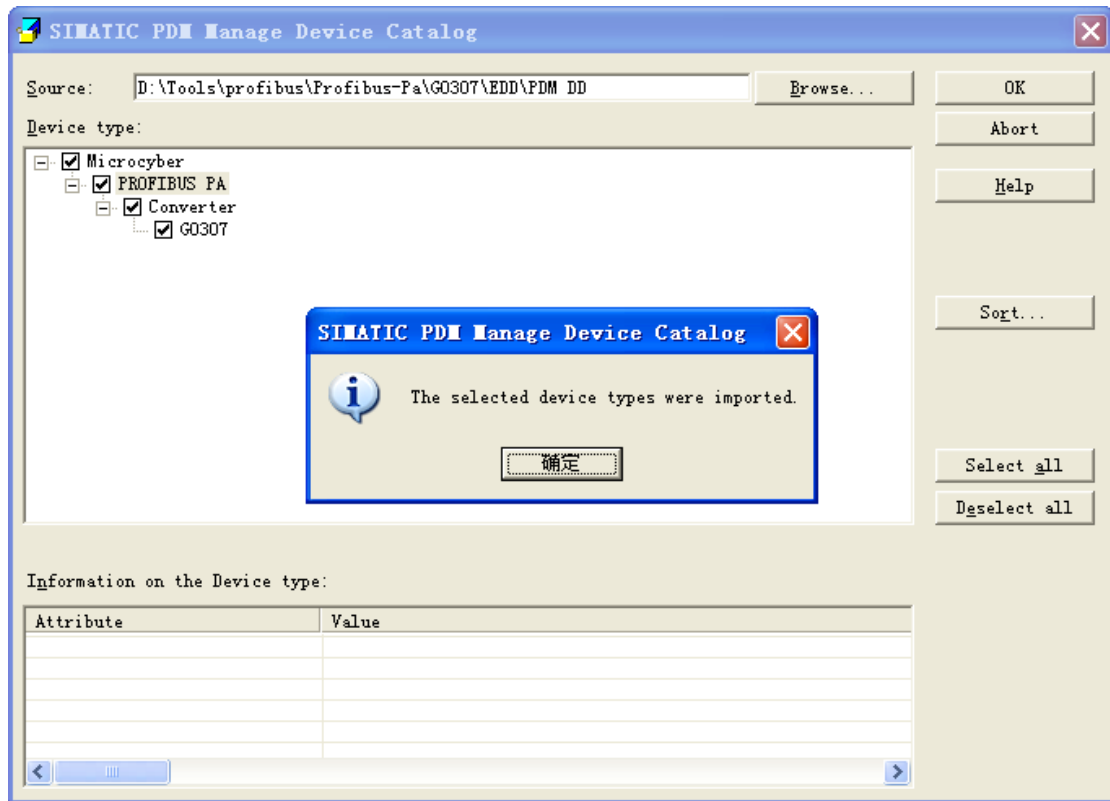 SIMATIC PDM Manage Device Catalog
Source: D:\Tools\profibus\Profibus-Pa\G0307\EDD\PDM DD Browse... OK
Device type: Abort
Microcyber
PROFIBUS PA Help
Converter
G0307
Sort...
SIMATIC PDM Manage Device Catalog
The selected device types were imported.
确定
Select all
Deselect all
Information on the Device type:
Attribute Value